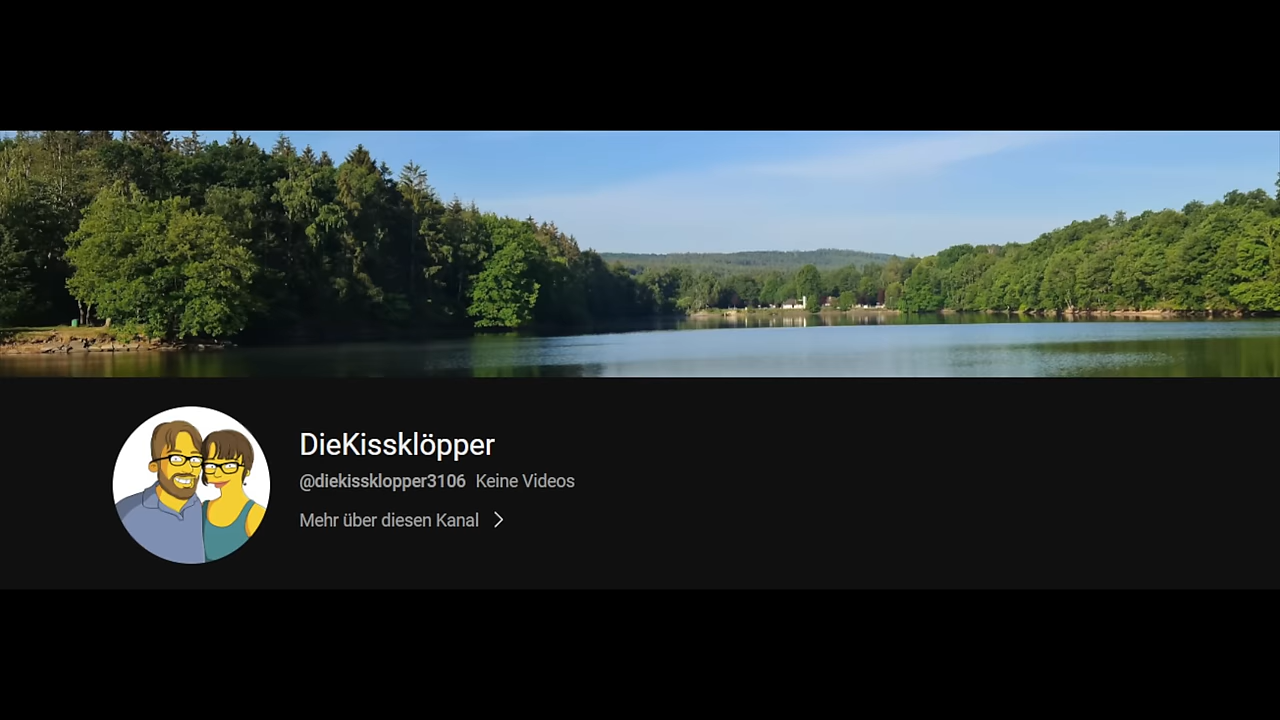 DieKissklöpper
@diekissklopper3106 Keine Videos
Mehr über diesen Kanal